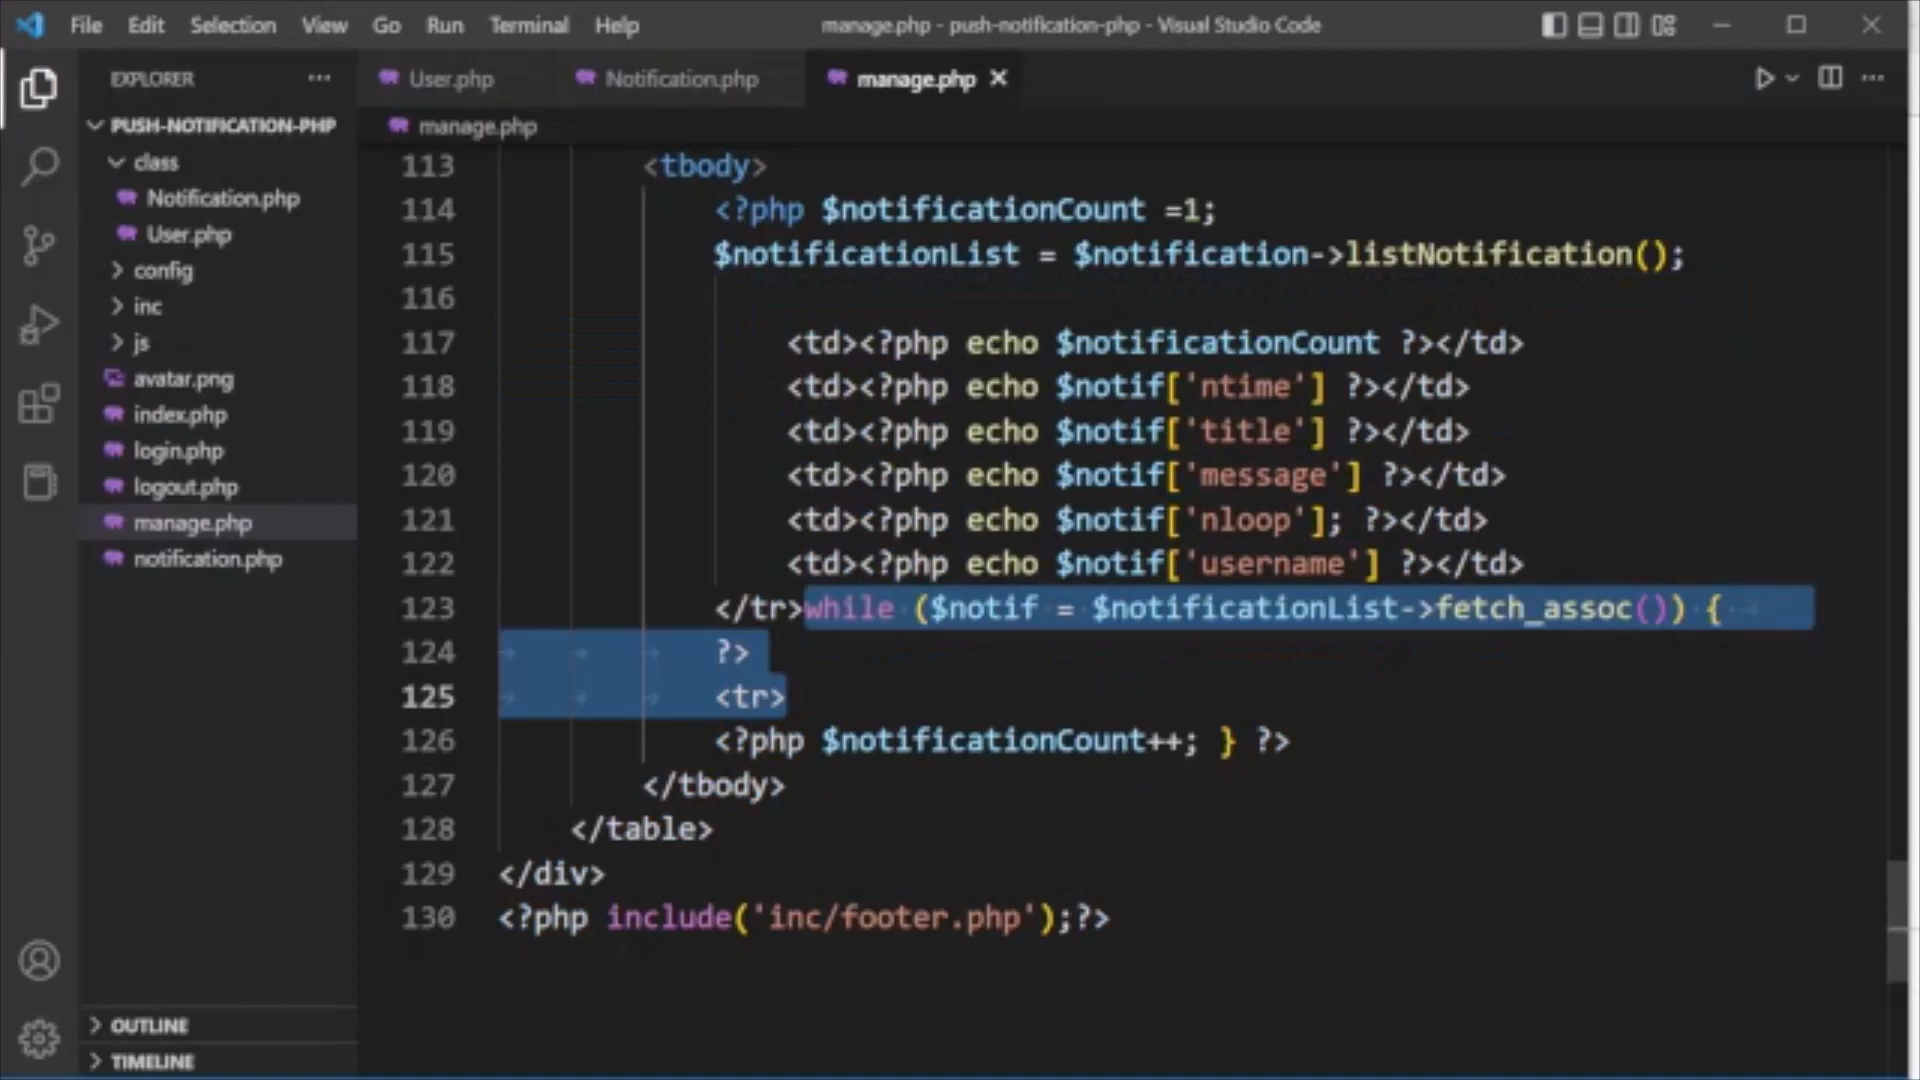 File Edit Selection View Go Run Terminal Help manage.php - push-notification-php - Visual Studio Code
EXPLORER ...
PUSH-NOTIFICATION-PHP
class
Notification.php
User.php
config
inc
js
avatar.png
index.php
login.php
logout.php
manage.php
notification.php
OUTLINE
TIMELINE
User.php Notification.php manage.php
manage.php
113 <tbody>
114 <?php $notificationCount =1;
115 $notificationList = $notification->listNotification();
116
117 <td><?php echo $notificationCount ?></td>
118 <td><?php echo $notif['ntime'] ?></td>
119 <td><?php echo $notif['title'] ?></td>
120 <td><?php echo $notif['message'] ?></td>
121 <td><?php echo $notif['nloop']; ?></td>
122 <td><?php echo $notif['username'] ?></td>
123 </tr>while ($notif = $notificationList->fetch_assoc()) {
124 ?>
125 <tr>
126 <?php $notificationCount++; } ?>
127 </tbody>
128 </table>
129 </div>
130 <?php include('inc/footer.php');?>